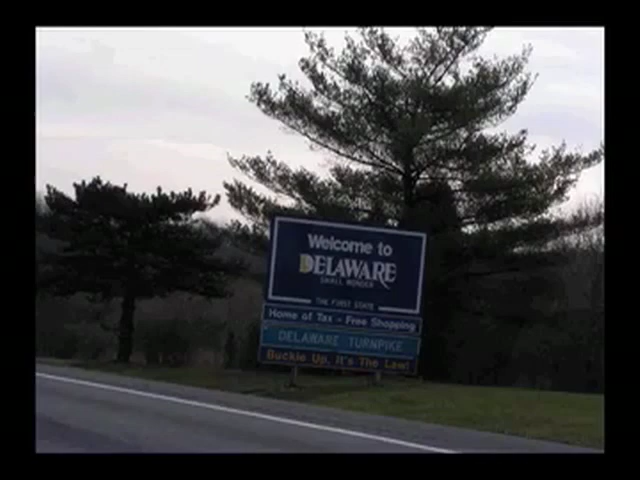 Welcome to
DELAWARE
SMALL WONDER
THE FIRST STATE
Home of Tax - Free Shopping
DELAWARE TURNPIKE
Buckle Up, It's The Law!